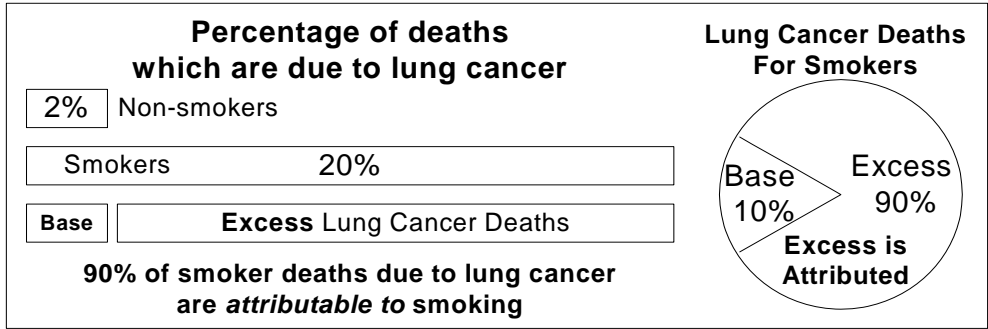 Percentage of deaths
which are due to lung cancer
2% Non-smokers
Smokers 20%
Base Excess Lung Cancer Deaths
90% of smoker deaths due to lung cancer
are attributable to smoking
Lung Cancer Deaths
For Smokers
Base
10%
Excess
90%
Excess is
Attributed